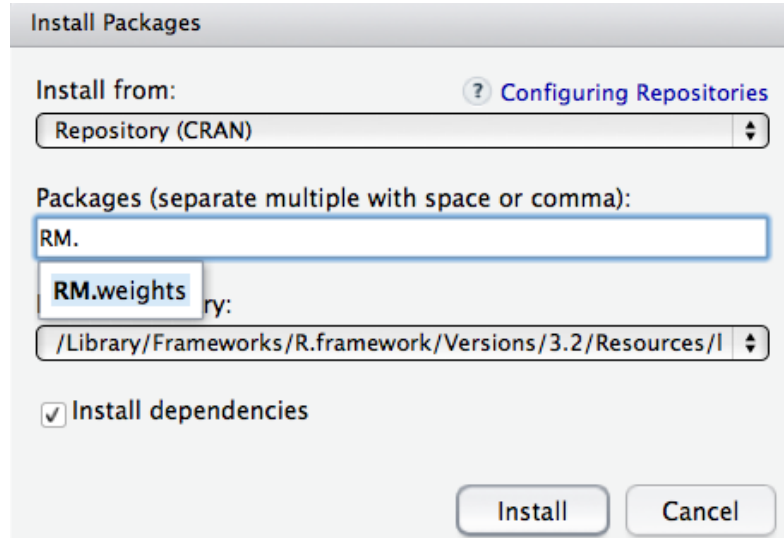 Install Packages
Install from:
? Configuring Repositories
Repository (CRAN)
Packages (separate multiple with space or comma):
RM.
RM.weights
ry:
/Library/Frameworks/R.framework/Versions/3.2/Resources/l
Install dependencies
Install
Cancel